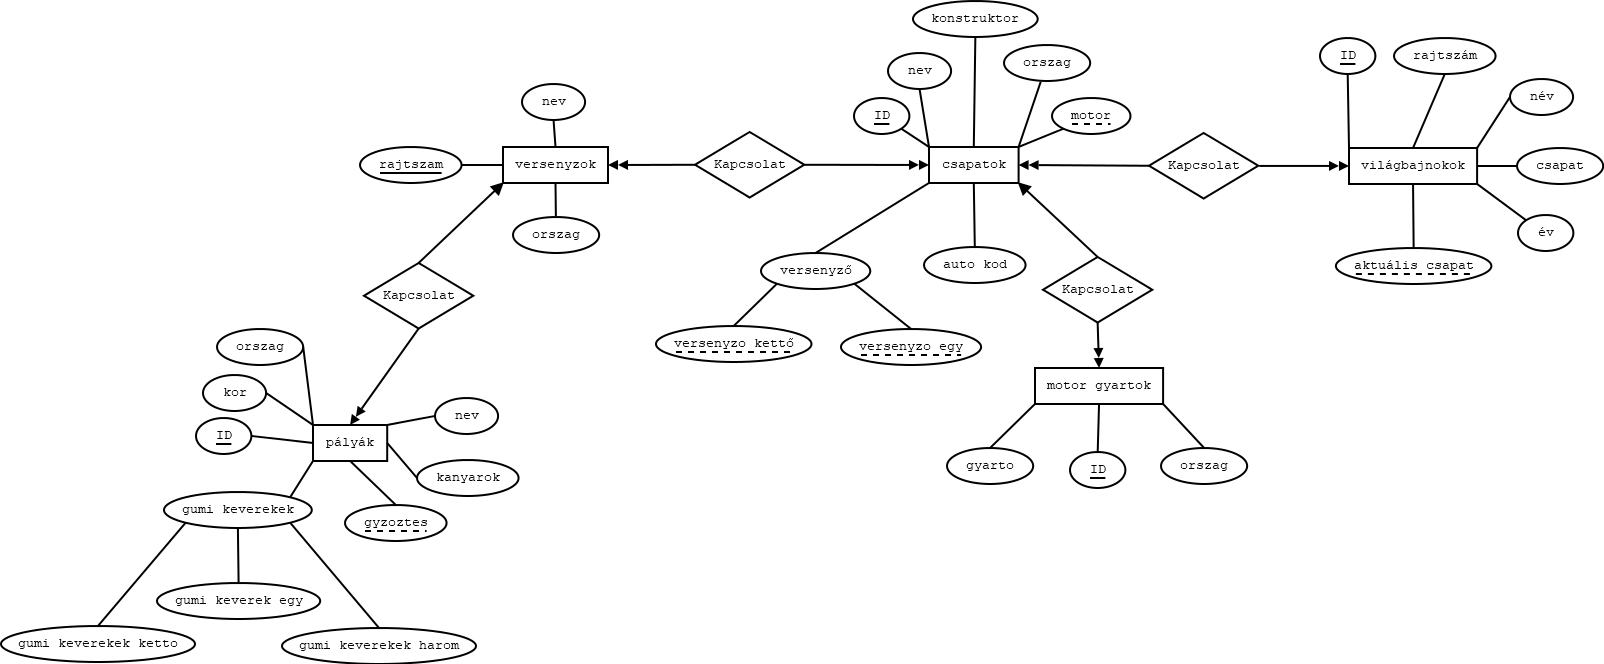 konstruktor
nev
orszag
ID
rajtszám
ID
motor
név
nev
rajtszam
versenyzok
Kapcsolat
csapatok
Kapcsolat
világbajnokok
csapat
orszag
év
versenyző
auto kod
aktuális csapat
Kapcsolat
Kapcsolat
orszag
versenyzo kettő
versenyzo egy
kor
motor gyartok
nev
ID
pályák
kanyarok
gyarto
ID
orszag
gumi keverekek
gyzoztes
gumi keverek egy
gumi keverekek ketto
gumi keverekek harom